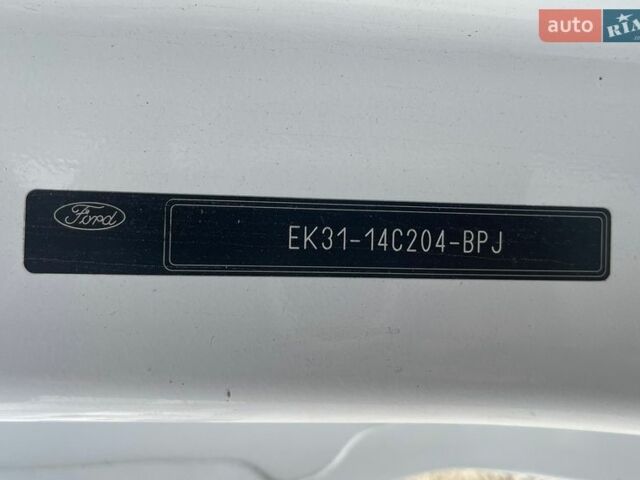 auto RIA
Ford
EK31-14C204-BPJ